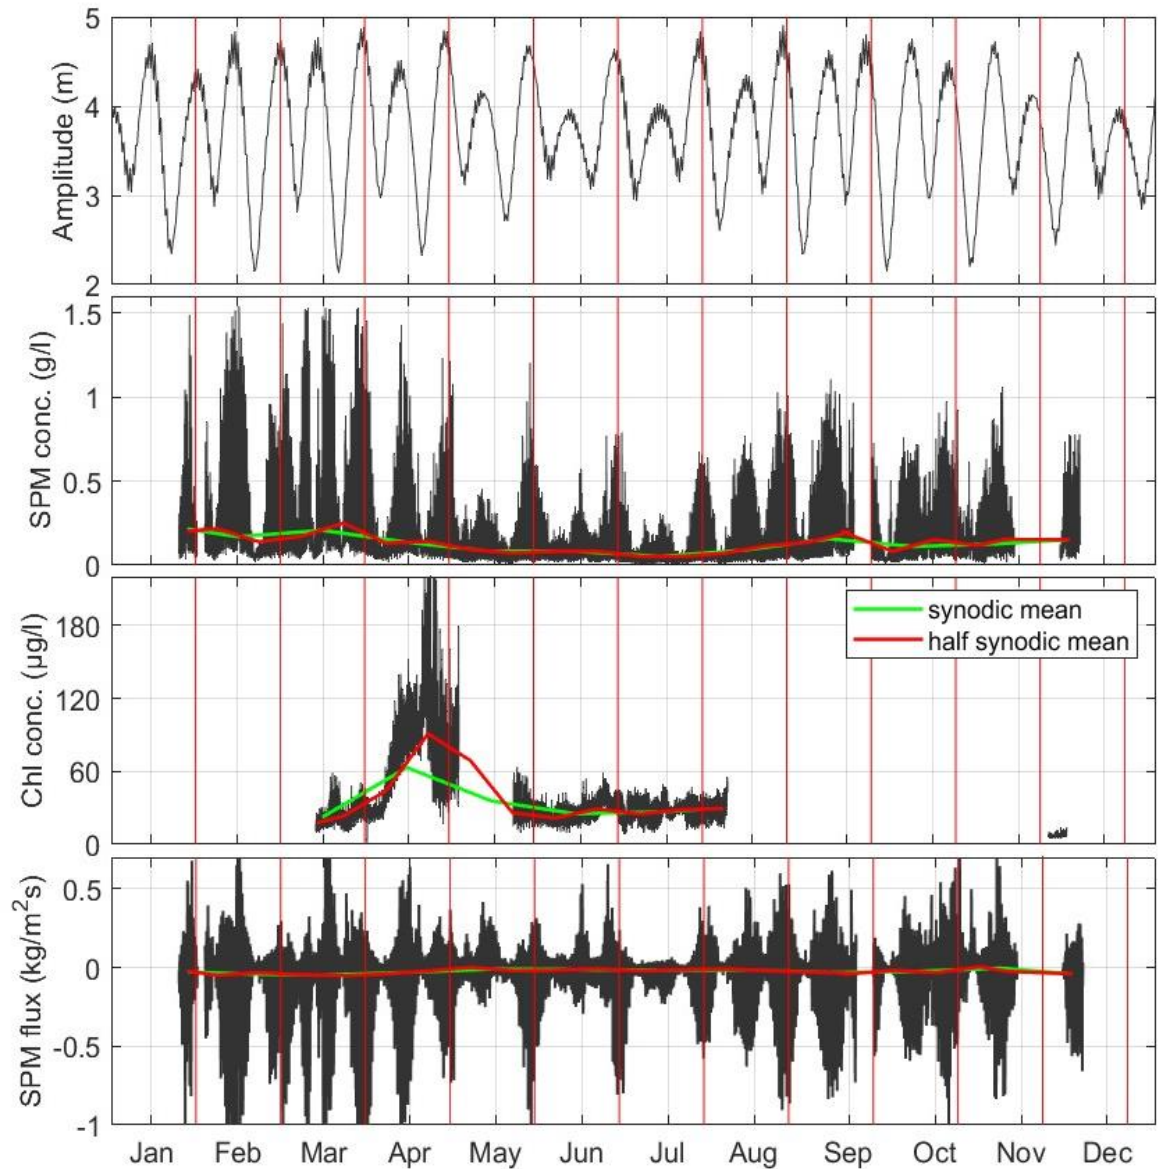 5
4
3
2
Amplitude (m)
1.5
1
0.5
0
SPM conc. (g/l)
180
120
60
0
Chl conc. (µg/l)
synodic mean
half synodic mean
0.5
0
-0.5
-1
SPM flux (kg/m²s)
Jan Feb Mar Apr May Jun Jul Aug Sep Oct Nov Dec